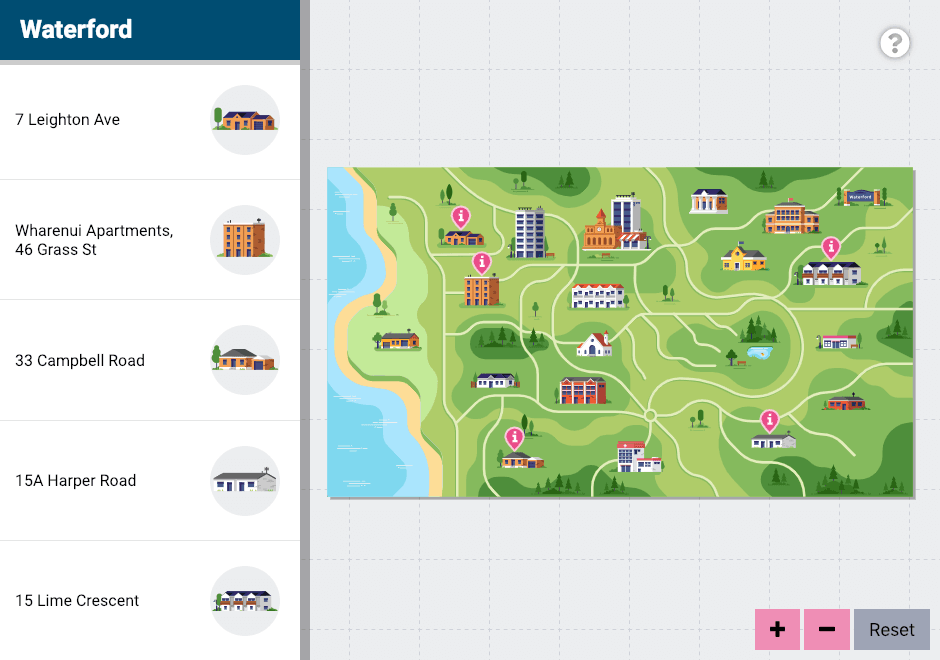 Waterford
7 Leighton Ave
Wharenui Apartments,
46 Grass St
33 Campbell Road
15A Harper Road
15 Lime Crescent
?
Waterford
i
i
i
i
i
+
−
Reset